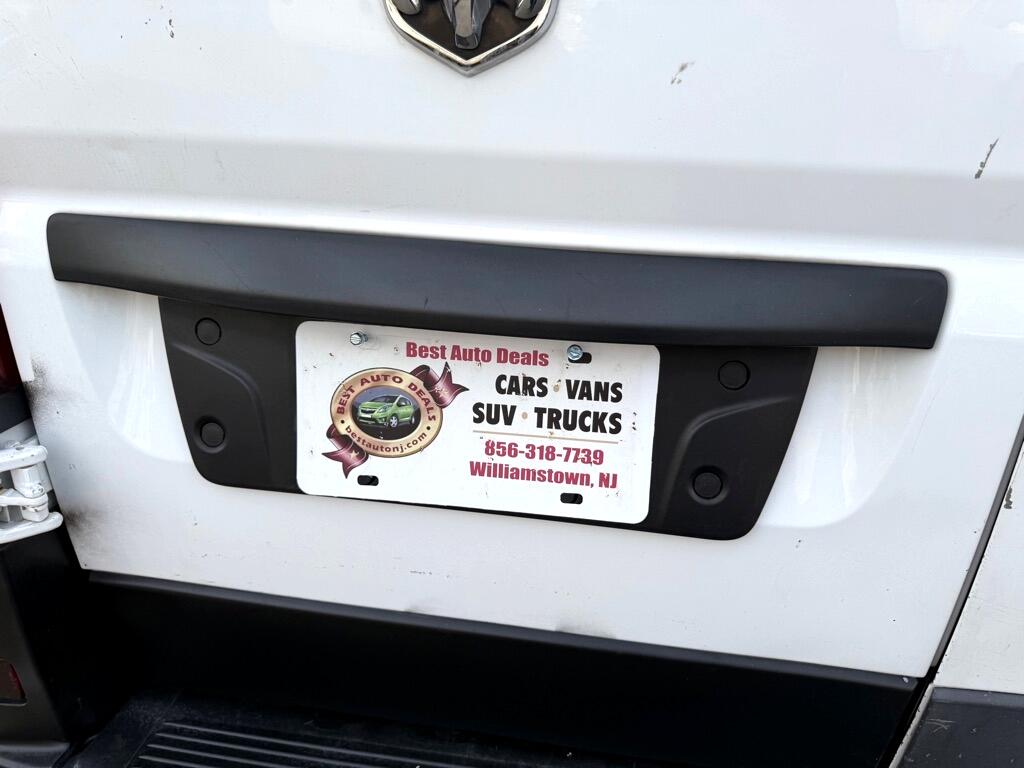 Best Auto Deals
BEST AUTO DEALS
bestautonj.com
CARS • VANS
SUV • TRUCKS
856-318-7739
Williamstown, NJ